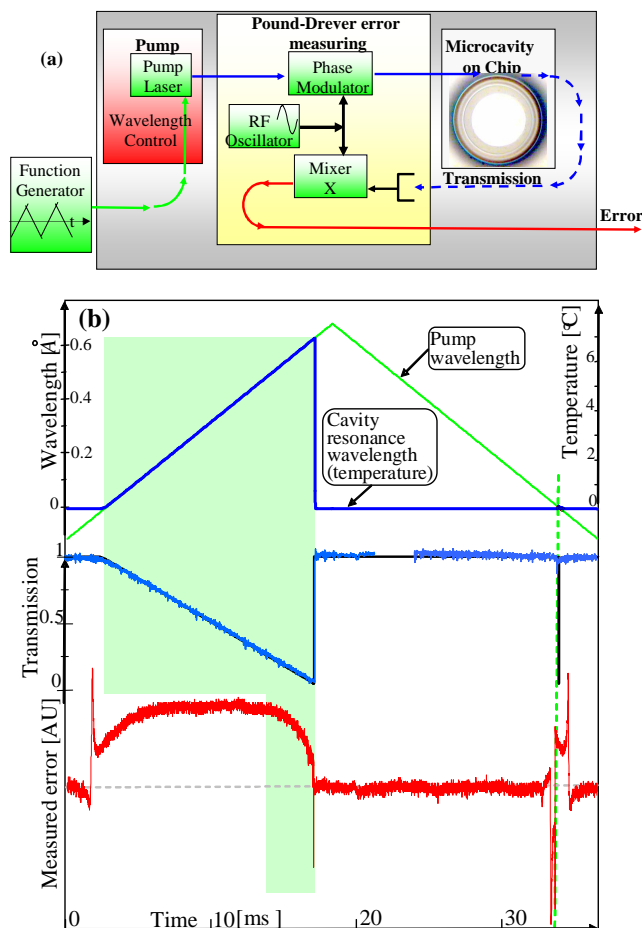 (a)
Pound-Drever error
measuring
Pump
Pump
Laser
Wavelength
Control
Phase
Modulator
RF
Oscillator
Mixer
X
Microcavity
on Chip
Transmission
Function
Generator
t
Error
(b)
Wavelength [Å]
0.6
0.4
0.2
0
Pump
wavelength
Cavity
resonance
wavelength
(temperature)
Temperature [°C]
6
4
2
0
Transmission
1
0.5
0
Measured error [AU]
0
Time
10
[ms
20
30